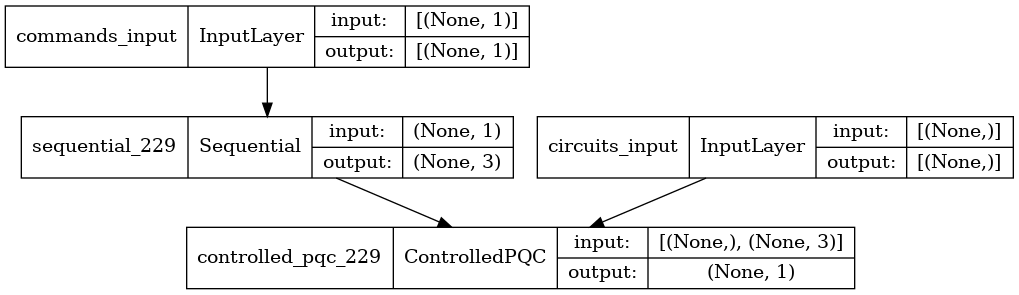 commands_input InputLayer input: [(None, 1)]
output: [(None, 1)]
sequential_229 Sequential input: (None, 1)
output: (None, 3)
circuits_input InputLayer input: [(None,)]
output: [(None,)]
controlled_pqc_229 ControlledPQC input: [(None,), (None, 3)]
output: (None, 1)